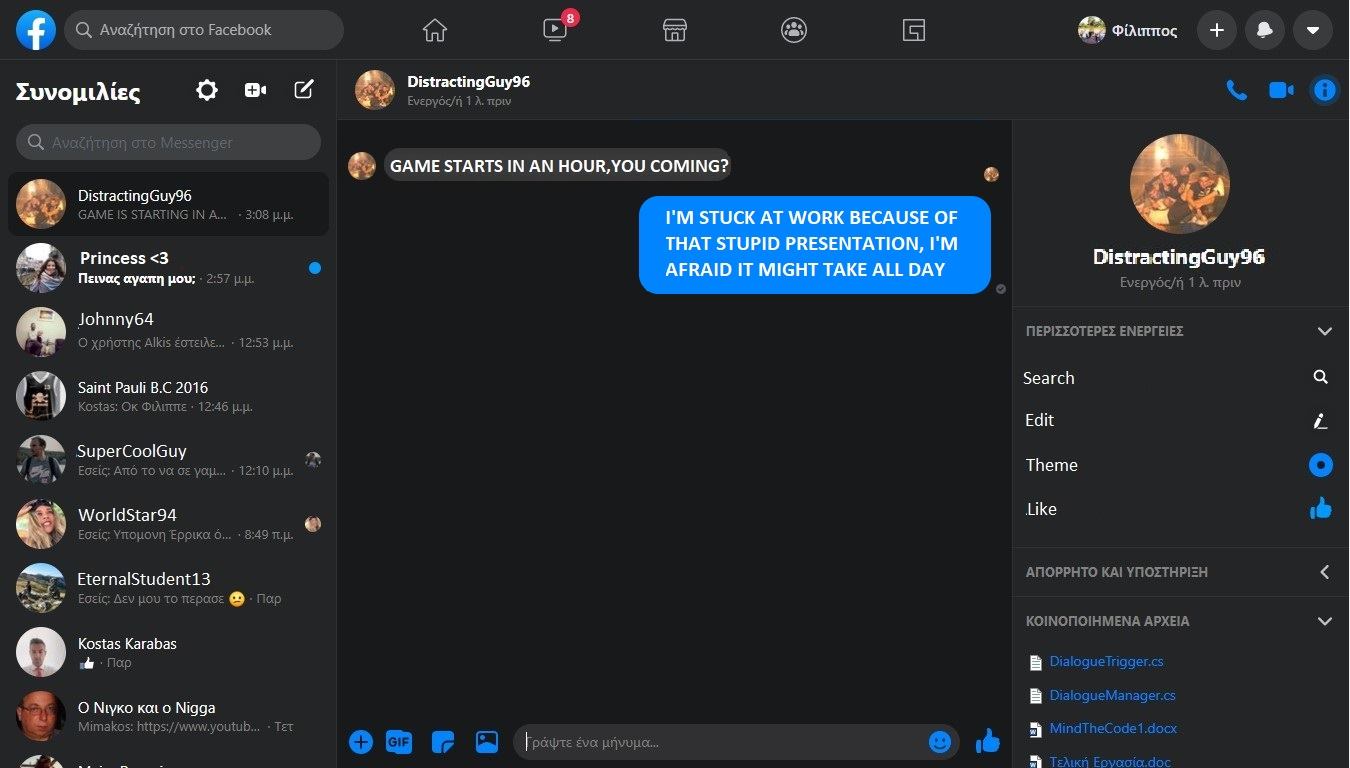 Αναζήτηση στο Facebook
8
Φίλιππος
Συνομιλίες
Αναζήτηση στο Messenger
DistractingGuy96
GAME IS STARTING IN A... · 3:08 μ.μ.
Princess <3
Πεινας αγαπη μου; · 2:57 μ.μ.
Johnny64
Ο χρήστης Alkis έστειλε... · 12:53 μ.μ.
Saint Pauli B.C 2016
Kostas: Οκ Φιλιππε · 12:46 μ.μ.
SuperCoolGuy
Εσείς: Από το να σε γαμ... · 12:10 μ.μ.
WorldStar94
Εσείς: Υπομονη Έρρικα ό... · 8:49 π.μ.
EternalStudent13
Εσείς: Δεν μου το περασε 😕 · Παρ
Kostas Karabas
👍 · Παρ
Ο Νιγκο και ο Nigga
Mimakos: https://www.youtub... · Τετ
DistractingGuy96
Ενεργός/ή 1 λ. πριν
GAME STARTS IN AN HOUR,YOU COMING?
I'M STUCK AT WORK BECAUSE OF
THAT STUPID PRESENTATION, I'M
AFRAID IT MIGHT TAKE ALL DAY
GIF
Γράψτε ένα μήνυμα...
DistractingGuy96
Ενεργός/ή 1 λ. πριν
ΠΕΡΙΣΣΟΤΕΡΕΣ ΕΝΕΡΓΕΙΕΣ
Search
Edit
Theme
Like
ΑΠΟΡΡΗΤΟ ΚΑΙ ΥΠΟΣΤΗΡΙΞΗ
ΚΟΙΝΟΠΟΙΗΜΕΝΑ ΑΡΧΕΙΑ
DialogueTrigger.cs
DialogueManager.cs
MindTheCode1.docx
Τελική Εργασία.doc